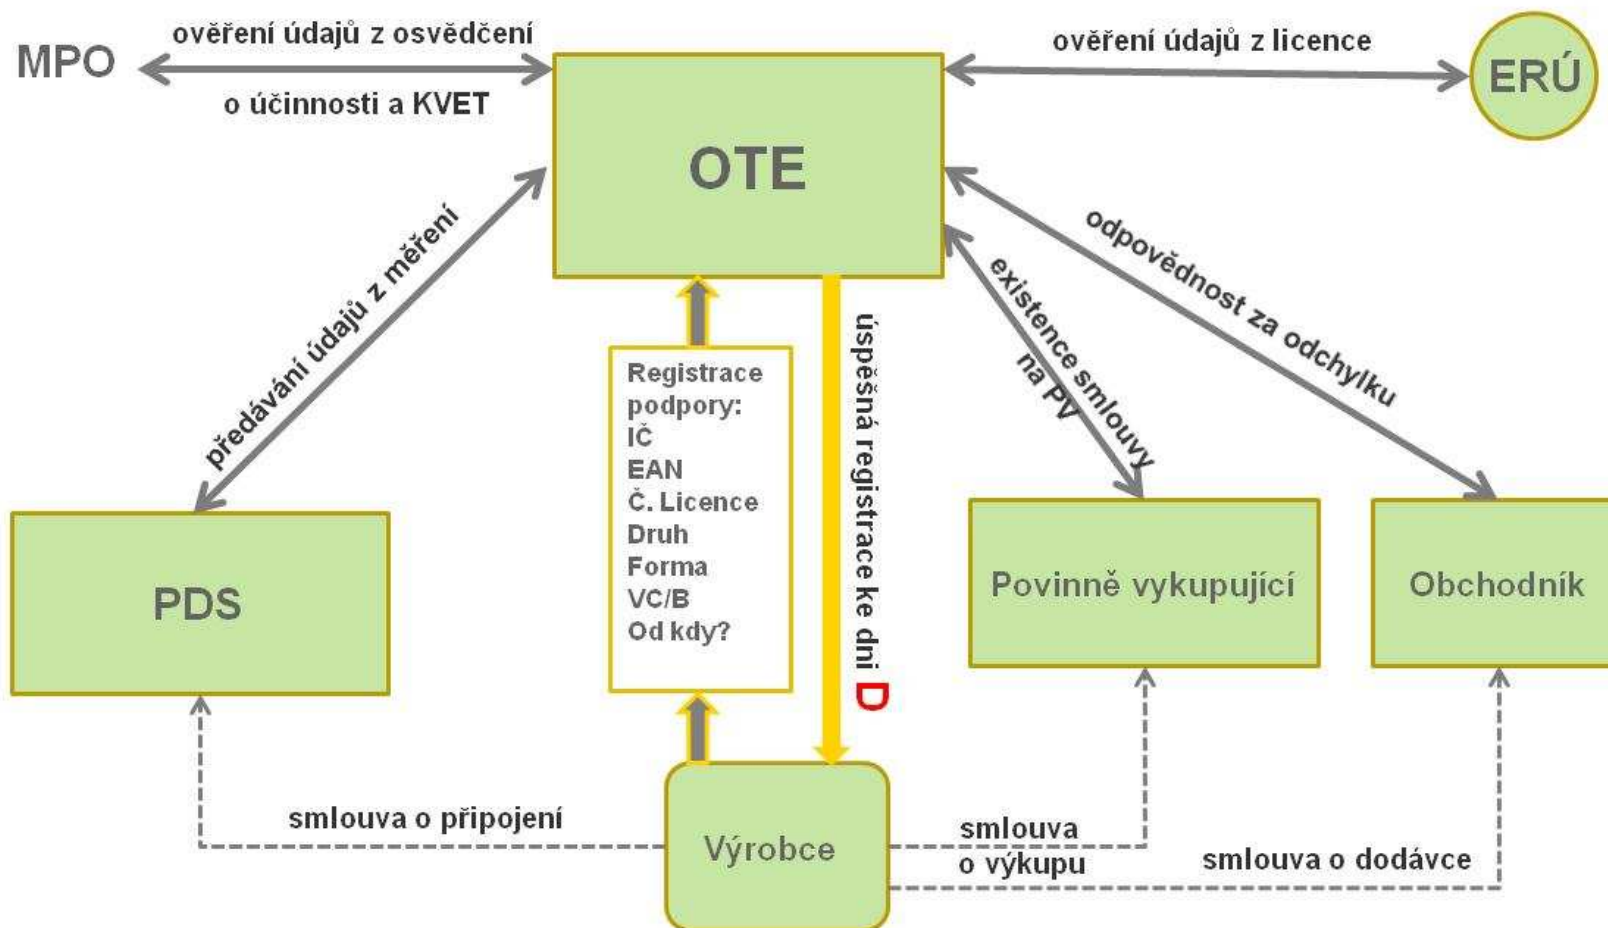 ověření údajů z osvědčení
MPO
o účinnosti a KVET
ověření údajů z licence
ERÚ
OTE
předávání údajů z měření
Registrace
podpory:
IČ
EAN
Č. Licence
Druh
Forma
VC/B
Od kdy?
úspěšná registrace ke dni D
existence smlouvy
na PV
odpovědnost za odchylku
PDS
Povinně vykupující
Obchodník
smlouva o připojení
Výrobce
smlouva
o výkupu
smlouva o dodávce